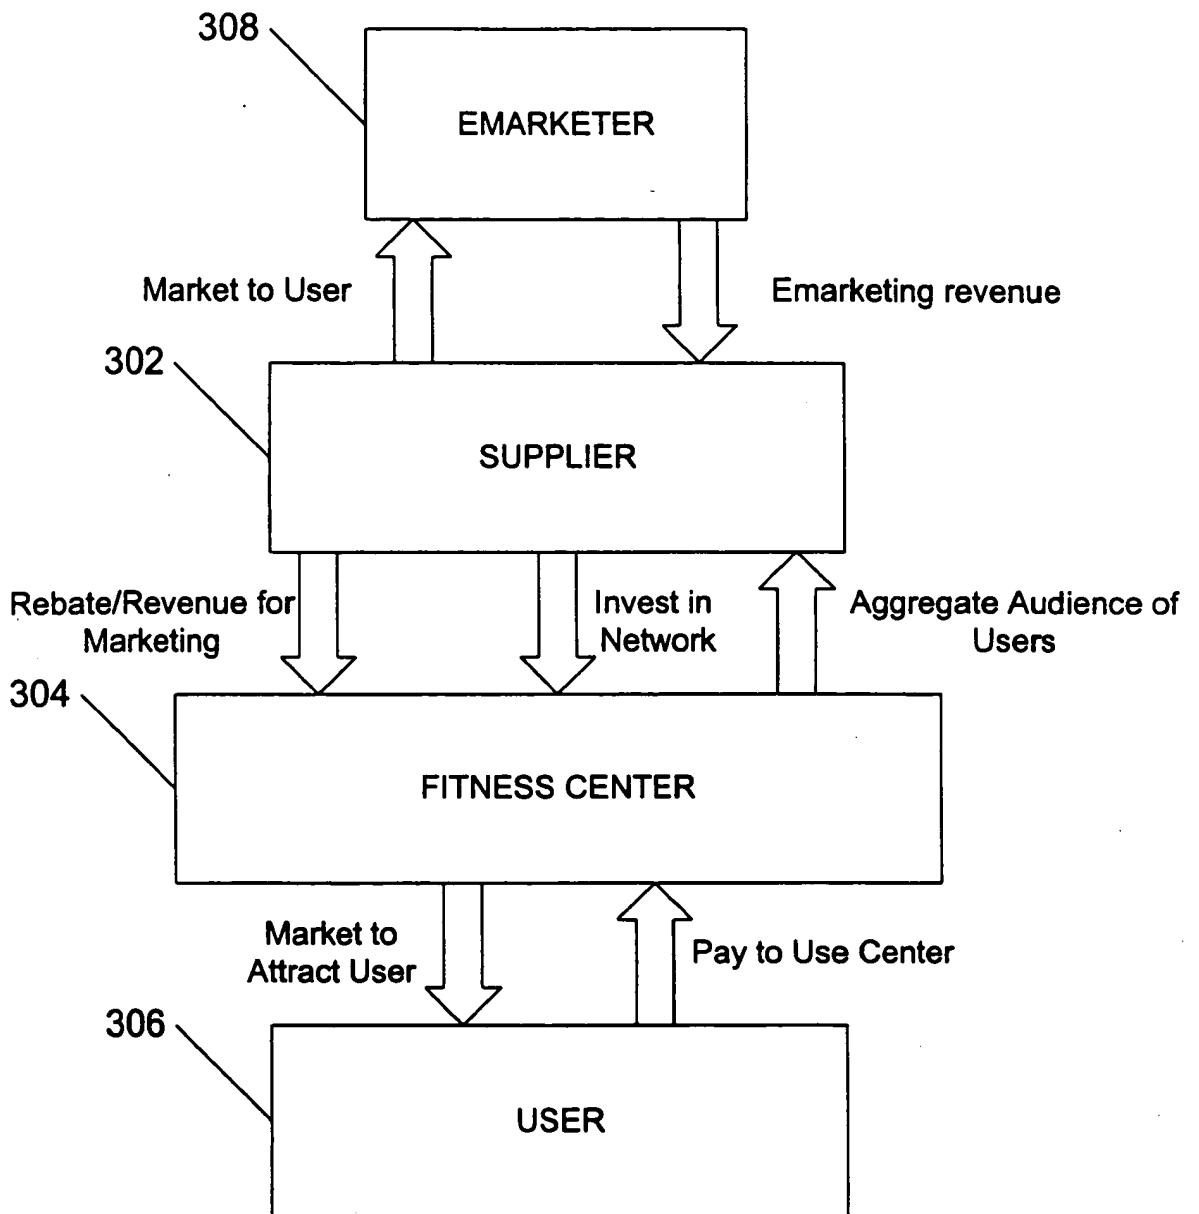 308
EMARKETER
Market to User
Emarketing revenue
302
SUPPLIER
Rebate/Revenue for
Marketing
Invest in
Network
Aggregate Audience of
Users
304
FITNESS CENTER
Market to
Attract User
Pay to Use Center
306
USER